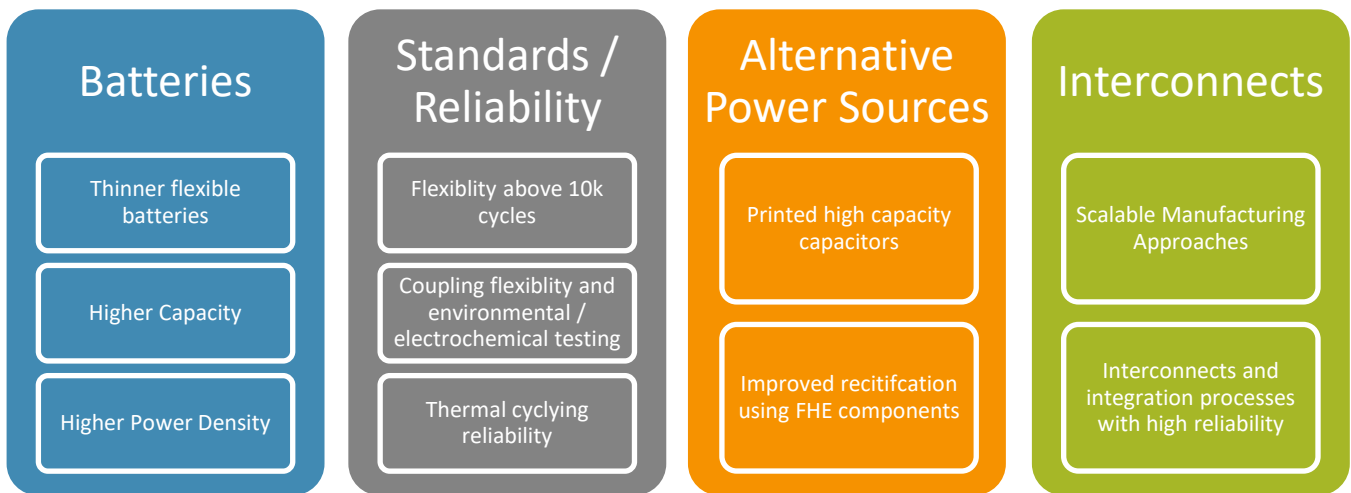 Batteries
Thinner flexible
batteries
Higher Capacity
Higher Power Density
Standards /
Reliability
Flexiblity above 10k
cycles
Coupling flexiblity and
environmental /
electrochemical testing
Thermal cyclying
reliability
Alternative
Power Sources
Printed high capacity
capacitors
Improved recitifcation
using FHE components
Interconnects
Scalable Manufacturing
Approaches
Interconnects and
integration processes
with high reliability